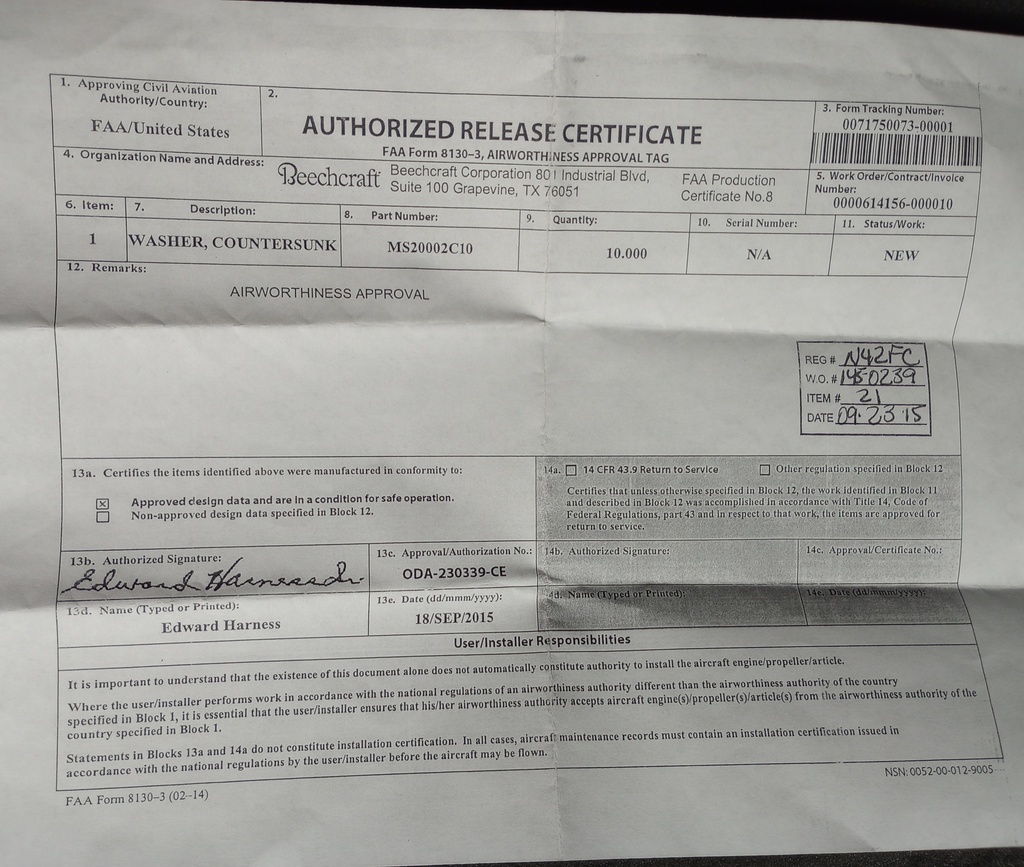 1. Approving Civil Aviation
Authority/Country:
FAA/United States
2.
AUTHORIZED RELEASE CERTIFICATE
FAA Form 8130–3, AIRWORTHINESS APPROVAL TAG
3. Form Tracking Number:
0071750073-00001
4. Organization Name and Address:
Beechcraft
Beechcraft Corporation 801 Industrial Blvd,
Suite 100 Grapevine, TX 76051
FAA Production
Certificate No.8
5. Work Order/Contract/Invoice
Number:
0000614156-000010
6. Item:
7. Description:
8. Part Number:
9. Quantity:
10. Serial Number:
11. Status/Work:
1
WASHER, COUNTERSUNK
MS20002C10
10.000
N/A
NEW
12. Remarks:
AIRWORTHINESS APPROVAL
REG # N42FC
W.O. # 145-0239
ITEM # 21
DATE 09-23-15
13a. Certifies the items identified above were manufactured in conformity to:
Approved design data and are in a condition for safe operation.
Non-approved design data specified in Block 12.
14a. 14 CFR 43.9 Return to Service
Other regulation specified in Block 12
Certifies that unless otherwise specified in Block 12, the work identified in Block 11
and described in Block 12 was accomplished in accordance with Title 14, Code of
Federal Regulations, part 43 and in respect to that work, the items are approved for
return to service.
13b. Authorized Signature:
Edward Harness
13c. Approval/Authorization No.:
ODA-230339-CE
14b. Authorized Signature:
14c. Approval/Certificate No.:
13d. Name (Typed or Printed):
Edward Harness
13e. Date (dd/mmm/yyyy):
18/SEP/2015
4d. Name (Typed or Printed):
14e. Date (dd/mmm/yyyy):
User/Installer Responsibilities
It is important to understand that the existence of this document alone does not automatically constitute authority to install the aircraft engine/propeller/article.
Where the user/installer performs work in accordance with the national regulations of an airworthiness authority different than the airworthiness authority of the country
specified in Block 1, it is essential that the user/installer ensures that his/her airworthiness authority accepts aircraft engine(s)/propeller(s)/article(s) from the airworthiness authority of the
country specified in Block 1.
Statements in Blocks 13a and 14a do not constitute installation certification. In all cases, aircraft maintenance records must contain an installation certification issued in
accordance with the national regulations by the user/installer before the aircraft may be flown.
FAA Form 8130–3 (02–14)
NSN: 0052-00-012-9005